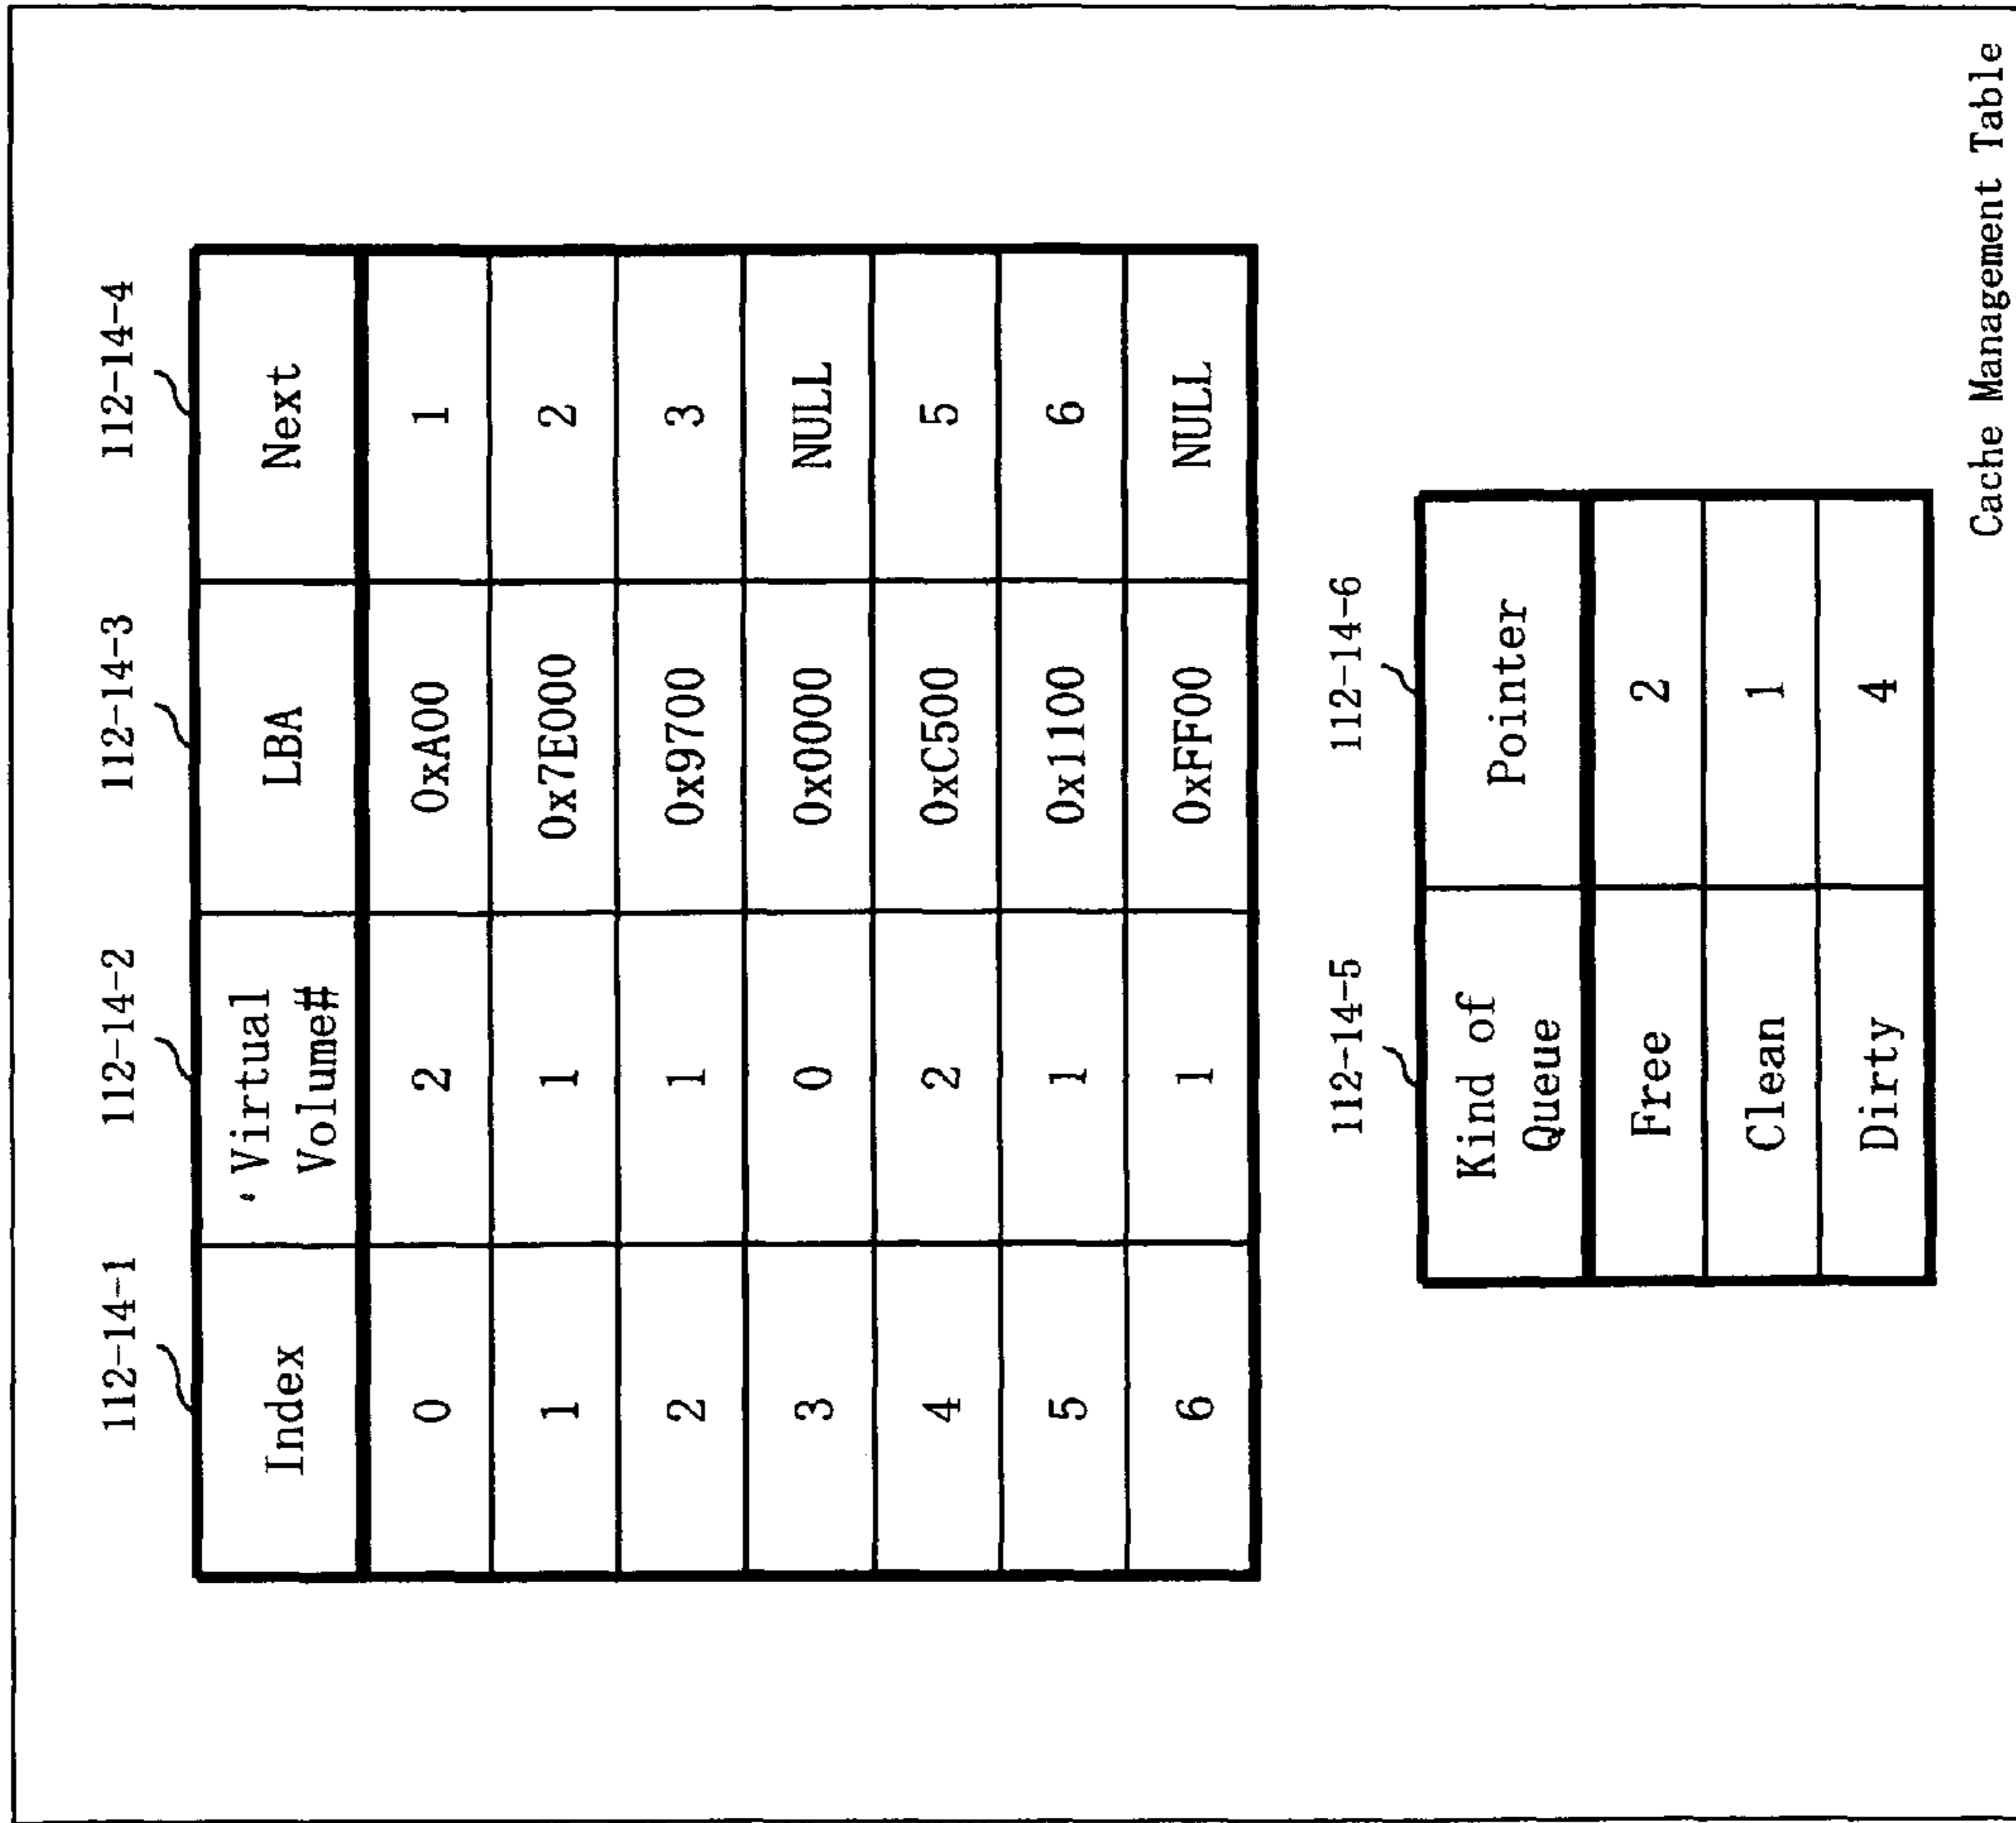 112-14-1 112-14-2 112-14-3 112-14-4
Index Virtual Volume# LBA Next
0 2 0xA00 1
1 1 0x7E000 2
2 1 0x9700 3
3 0 0x0000 NULL
4 2 0xC500 5
5 1 0x1100 6
6 1 0xFF00 NULL
112-14-5 112-14-6
Kind of Queue Pointer
Free 2
Clean 1
Dirty 4
Cache Management Table